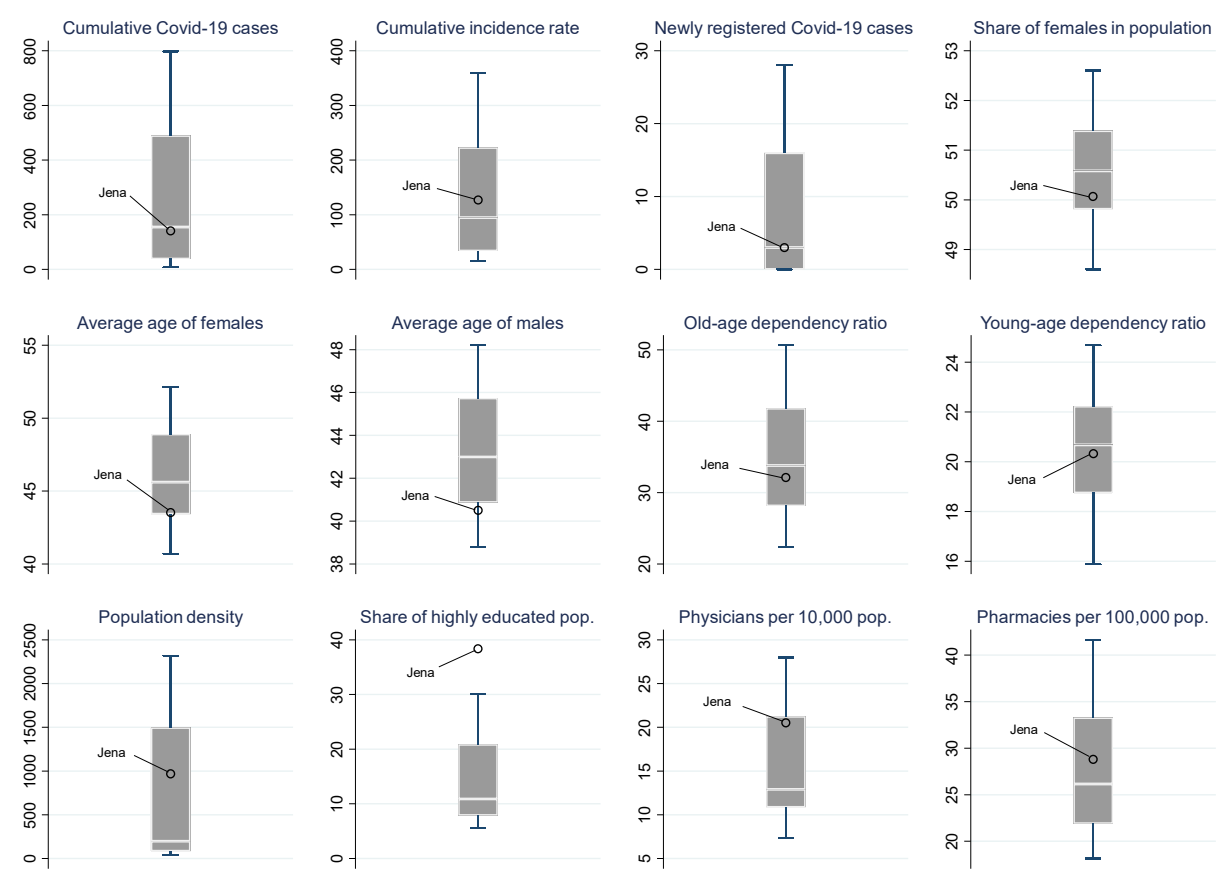 Cumulative Covid-19 cases
800
600
400
200
0
Jena
Cumulative incidence rate
400
300
200
100
0
Jena
Newly registered Covid-19 cases
30
20
10
0
Jena
Share of females in population
53
52
51
50
49
Jena
Average age of females
55
50
45
40
Jena
Average age of males
48
46
44
42
40
38
Jena
Old-age dependency ratio
50
40
30
20
Jena
Young-age dependency ratio
24
22
20
18
16
Jena
Population density
2500
2000
1500
1000
500
0
Jena
Share of highly educated pop.
40
30
20
10
0
Jena
Physicians per 10,000 pop.
30
25
20
15
10
5
Jena
Pharmacies per 100,000 pop.
40
35
30
25
20
Jena